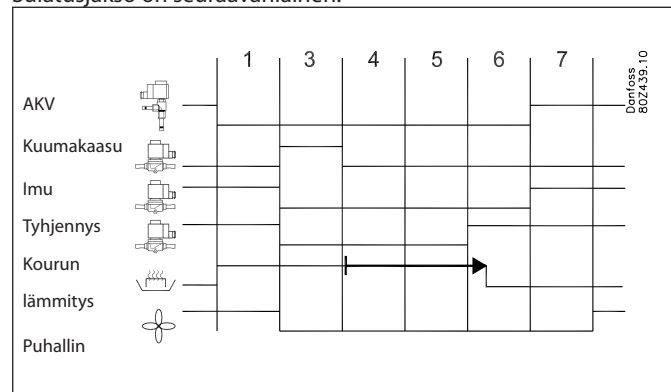 Sulatusjakso on seuraavanlainen:
1 3 4 5 6 7
Danfoss
80Z439.10
AKV
Kuumakaasu
Imu
Tyhjennys
Kourun
lämmitys
Puhallin